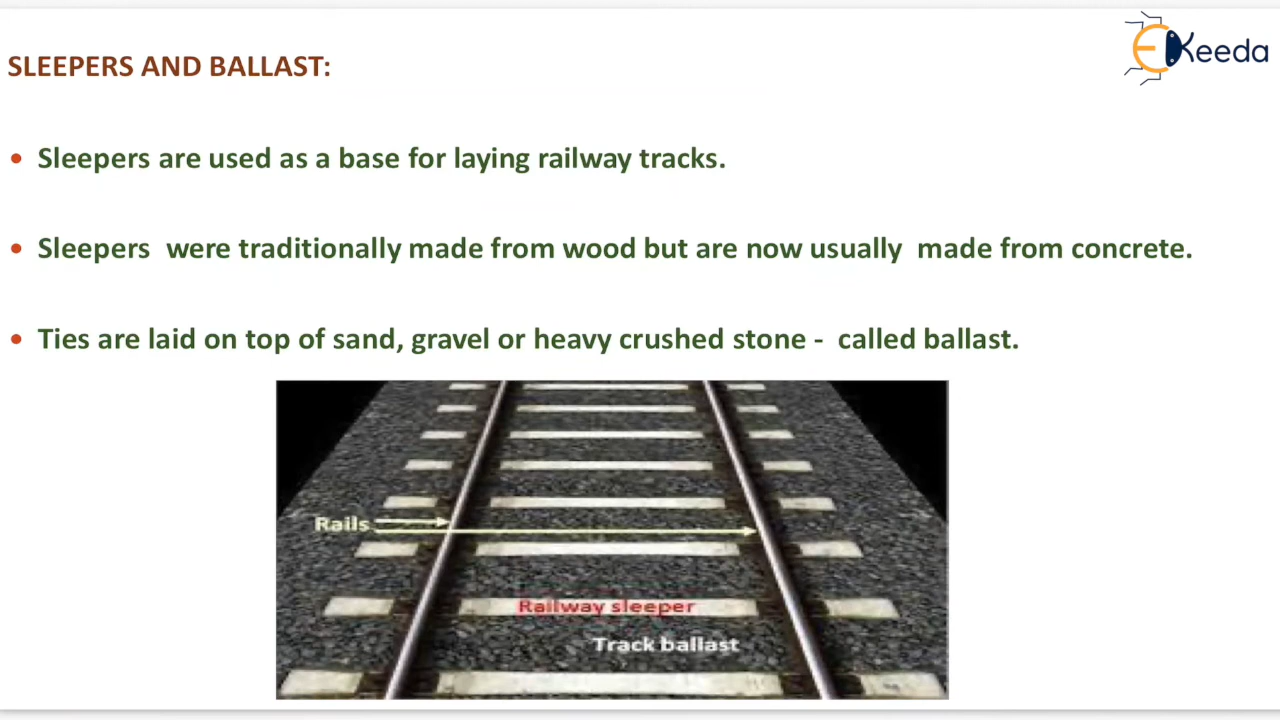 EKeeda
SLEEPERS AND BALLAST:
• Sleepers are used as a base for laying railway tracks.
• Sleepers were traditionally made from wood but are now usually made from concrete.
• Ties are laid on top of sand, gravel or heavy crushed stone - called ballast.
Rails
Railway sleeper
Track ballast